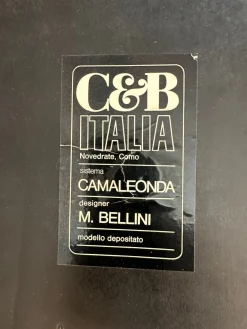 C&B
ITALIA
Novedrate, Como
sistema
CAMALEONDA
designer
M. BELLINI
modello depositato